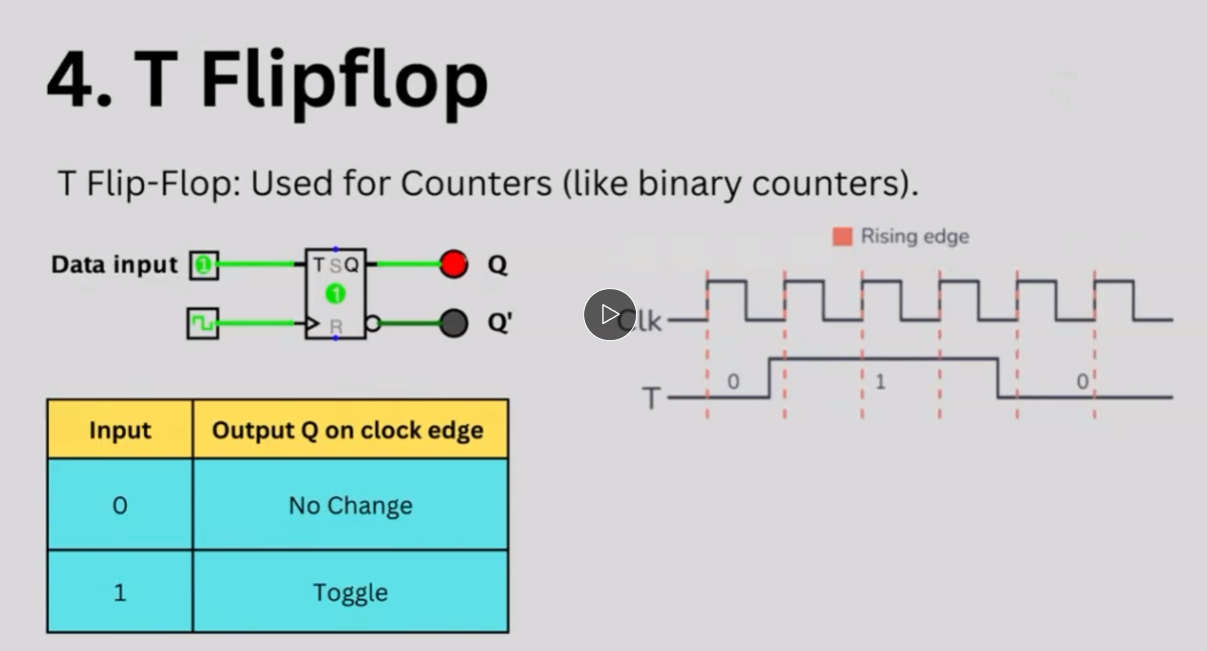 4. T Flipflop
T Flip-Flop: Used for Counters (like binary counters).
Data input 1
T S Q
1
R
Q
Q'
Rising edge
Clk
T 0 1 0
Input Output Q on clock edge
0 No Change
1 Toggle